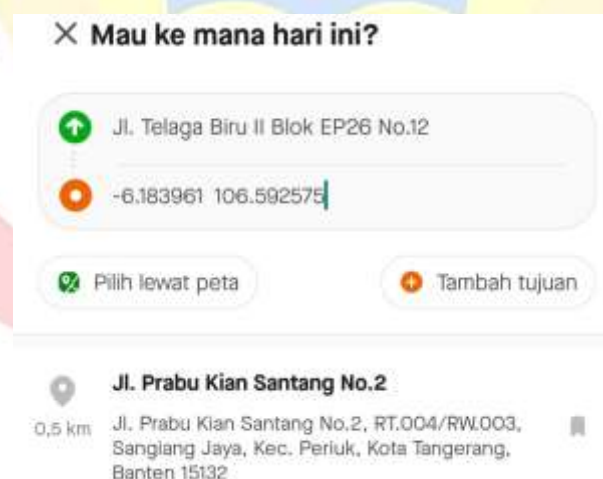 Mau ke mana hari ini?
Jl. Telaga Biru II Blok EP26 No.12
-6.183961 106.592575
Pilih lewat peta
Tambah tujuan
Jl. Prabu Kian Santang No.2
0,5 km
Jl. Prabu Kian Santang No.2, RT.004/RW.003,
Sangiang Jaya, Kec. Periuk, Kota Tangerang,
Banten 15132